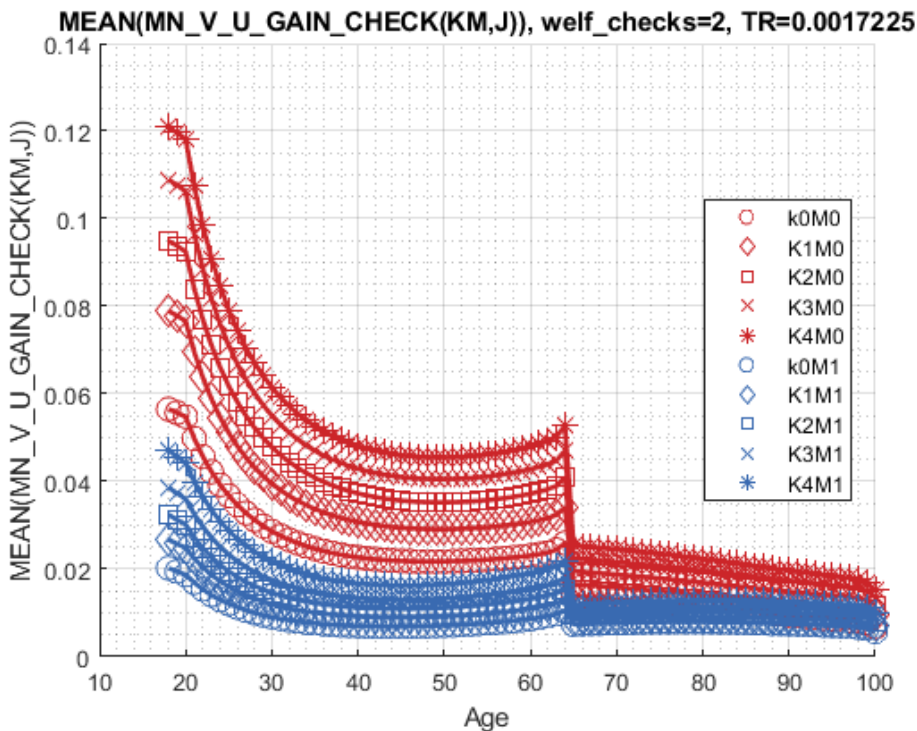 MEAN(MN_V_U_GAIN_CHECK(KM,J)), welf_checks=2, TR=0.0017225
MEAN(MN_V_U_GAIN_CHECK(KM,J))
0.14
0.12
0.1
0.08
0.06
0.04
0.02
0
k0M0
K1M0
K2M0
K3M0
K4M0
k0M1
K1M1
K2M1
K3M1
K4M1
10 20 30 40 50 60 70 80 90 100
Age